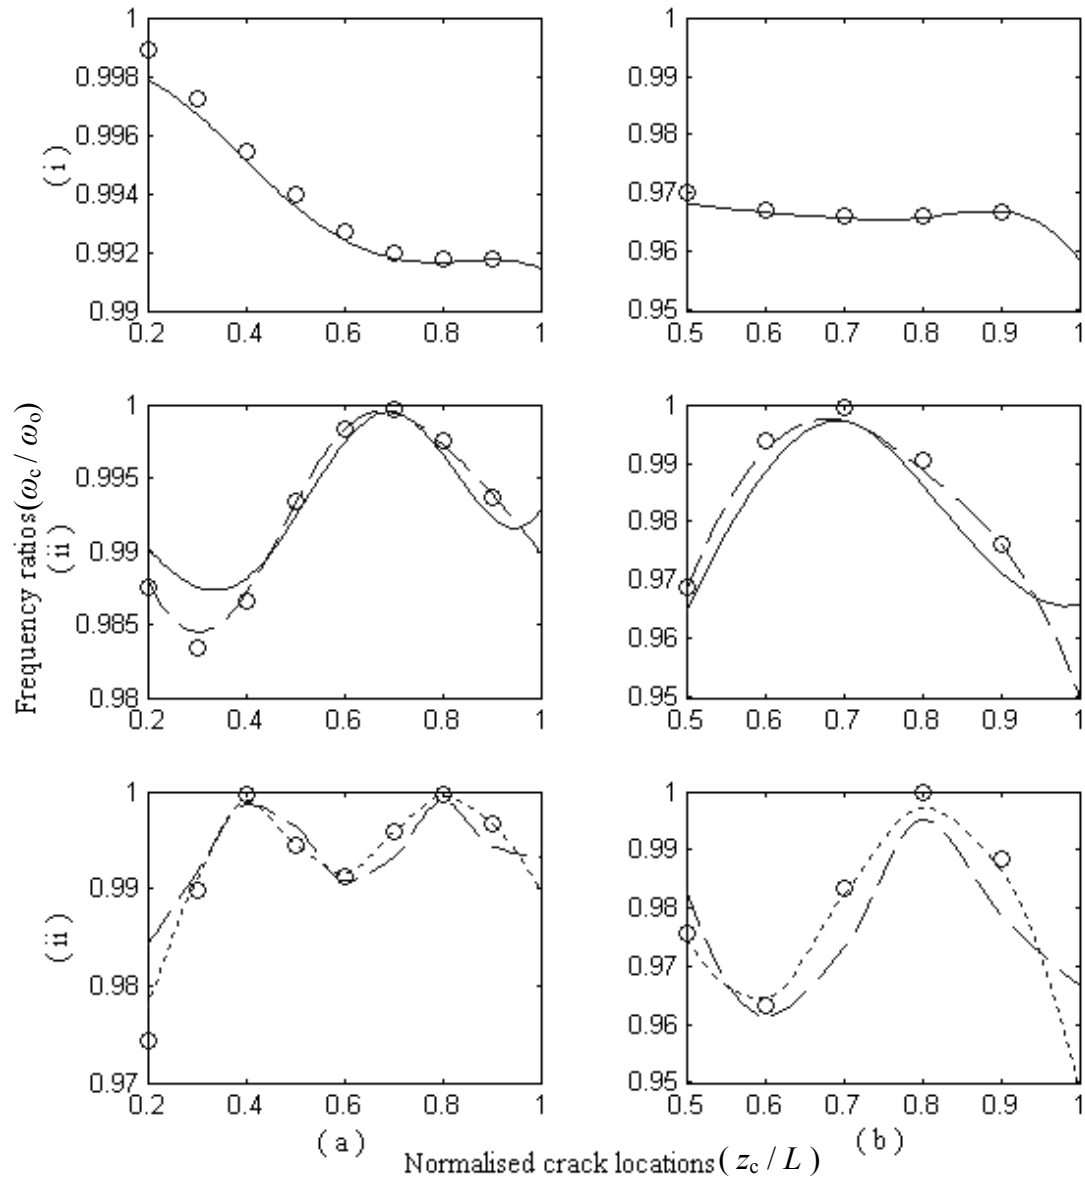 1
0.998
0.996
0.994
0.992
0.99
0.2 0.4 0.6 0.8 1
( i )
1
0.99
0.98
0.97
0.96
0.95
0.5 0.6 0.7 0.8 0.9 1
Frequency ratios (ωc / ωo)
( ii )
1
0.995
0.99
0.985
0.98
0.2 0.4 0.6 0.8 1
1
0.99
0.98
0.97
0.96
0.95
0.5 0.6 0.7 0.8 0.9 1
( ii )
1
0.99
0.98
0.97
0.2 0.4 0.6 0.8 1
( a )
1
0.99
0.98
0.97
0.96
0.95
0.5 0.6 0.7 0.8 0.9 1
( b )
Normalised crack locations ( zc / L )